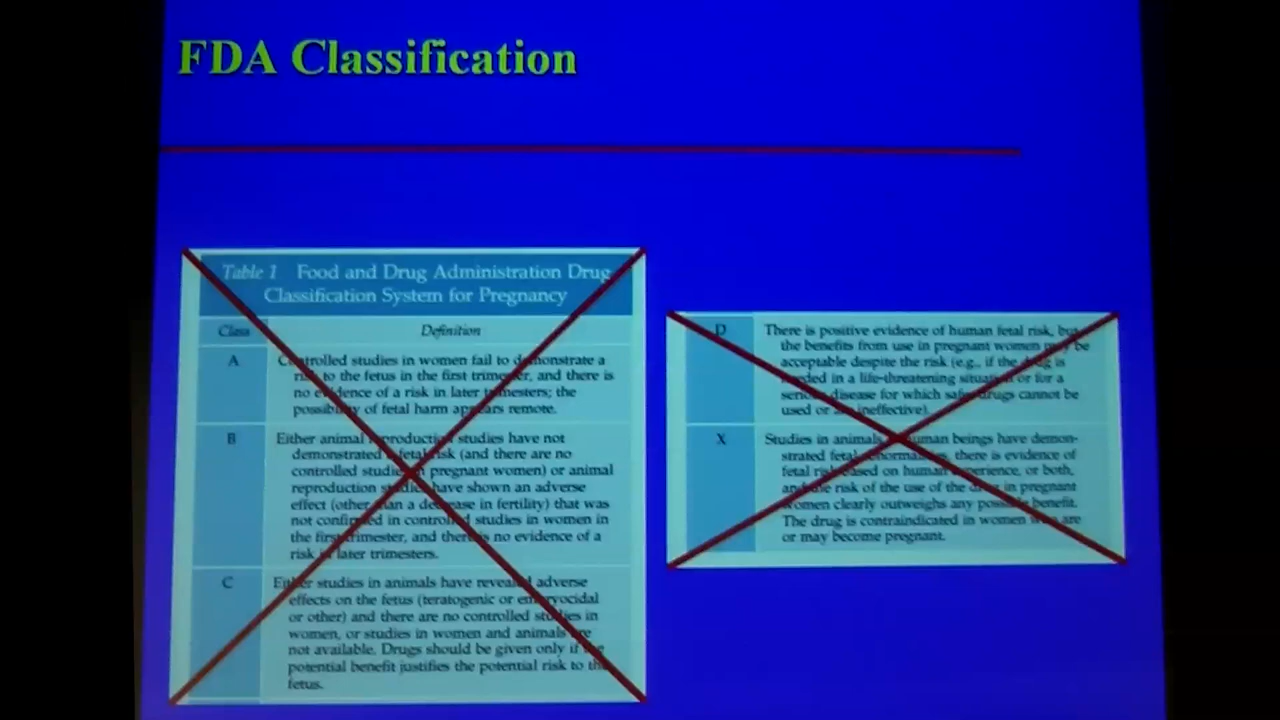 FDA Classification
Table 1 Food and Drug Administration Drug
Classification System for Pregnancy
Class Definition
A Controlled studies in women fail to demonstrate a
risk to the fetus in the first trimester, and there is
no evidence of a risk in later trimesters; the
possibility of fetal harm appears remote.
B Either animal reproduction studies have not
demonstrated a fetal risk (and there are no
controlled studies in pregnant women) or animal
reproduction studies have shown an adverse
effect (other than a decrease in fertility) that was
not confirmed in controlled studies in women in
the first trimester, and there is no evidence of a
risk in later trimesters.
C Either studies in animals have revealed adverse
effects on the fetus (teratogenic or embryocidal
or other) and there are no controlled studies in
women, or studies in women and animals are
not available. Drugs should be given only if the
potential benefit justifies the potential risk to the
fetus.
D There is positive evidence of human fetal risk, but
the benefits from use in pregnant women may be
acceptable despite the risk (e.g., if the drug is
needed in a life-threatening situation or for a
serious disease for which safer drugs cannot be
used or are ineffective).
X Studies in animals or human beings have demon-
strated fetal abnormalities, there is evidence of
fetal risk based on human experience, or both,
and the risk of the use of the drug in pregnant
women clearly outweighs any possible benefit.
The drug is contraindicated in women who are
or may become pregnant.